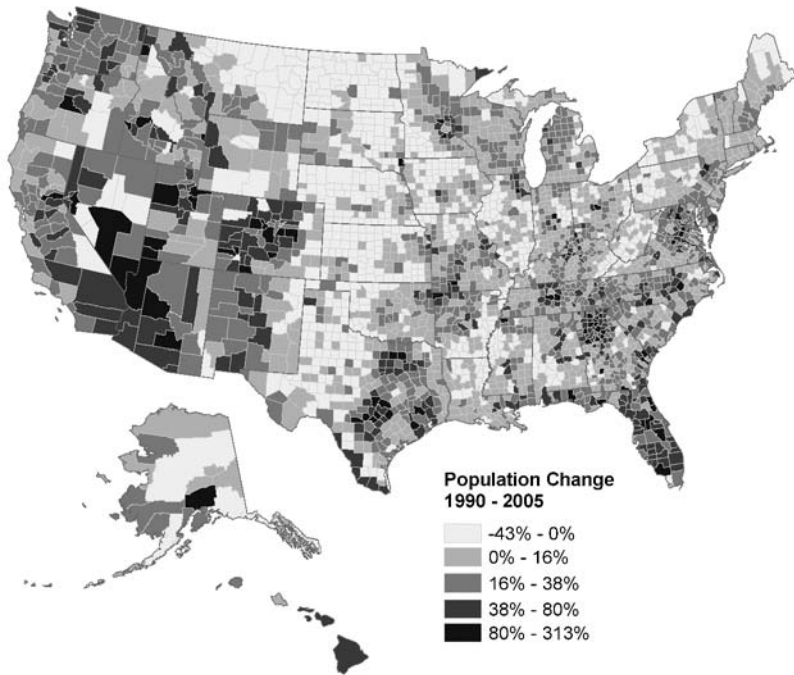 Population Change
1990 - 2005
-43% - 0%
0% - 16%
16% - 38%
38% - 80%
80% - 313%